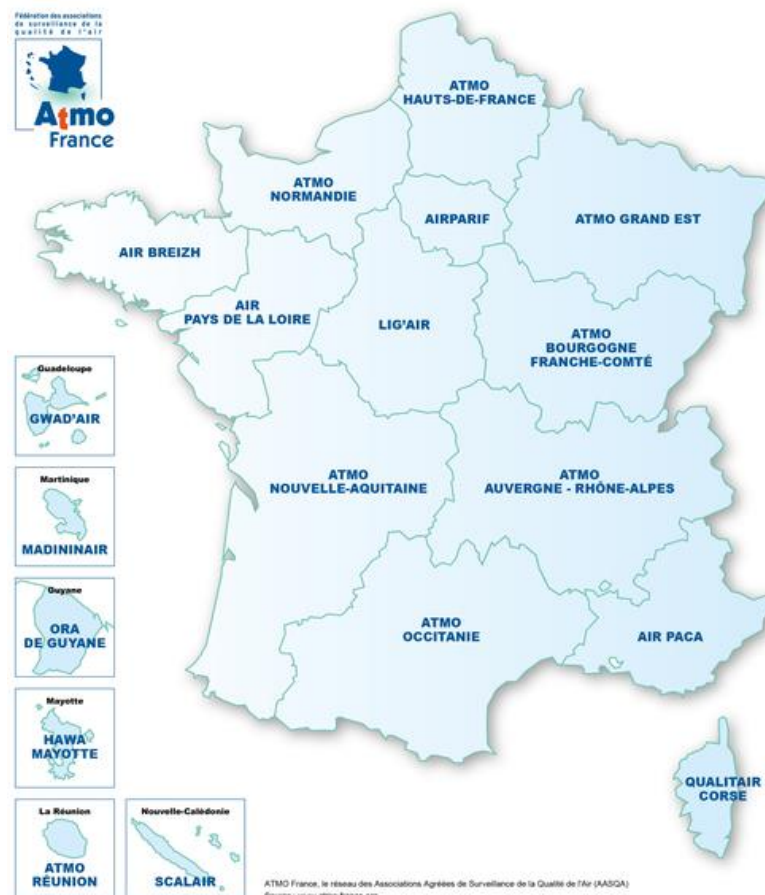 Fédération des associations
de surveillance de la
qualité de l'air
Atmo
France
ATMO
HAUTS-DE-FRANCE
ATMO
NORMANDIE
AIRPARIF
ATMO GRAND EST
AIR BREIZH
AIR
PAYS DE LA LOIRE
LIG'AIR
ATMO
BOURGOGNE
FRANCHE-COMTÉ
Guadeloupe
GWAD'AIR
ATMO
NOUVELLE-AQUITAINE
ATMO
AUVERGNE - RHÔNE-ALPES
Martinique
MADININAIR
Guyane
ORA
DE GUYANE
ATMO
OCCITANIE
AIR PACA
Mayotte
HAWA
MAYOTTE
QUALITAIR
CORSE
La Réunion
ATMO
RÉUNION
Nouvelle-Calédonie
SCALAIR
ATMO France, le réseau des Associations Agréées de Surveillance de la Qualité de l'Air (AASQA)